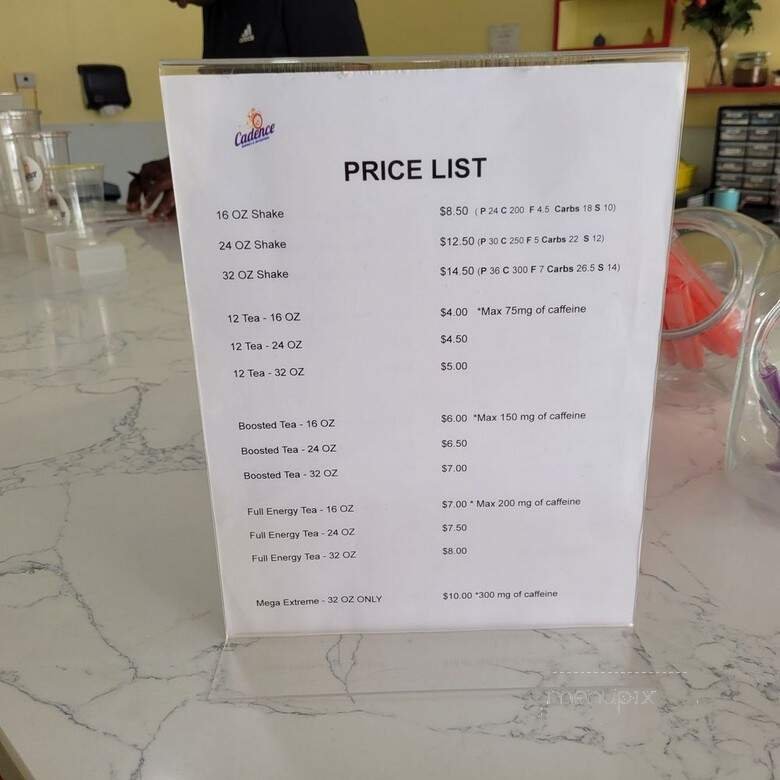 Cadence
PRICE LIST
16 OZ Shake $8.50 ( P 24 C 200 F 4.5 Carbs 18 S 10)
24 OZ Shake $12.50 (P 30 C 250 F 5 Carbs 22 S 12)
32 OZ Shake $14.50 (P 36 C 300 F 7 Carbs 26.5 S 14)
12 Tea - 16 OZ $4.00 *Max 75mg of caffeine
12 Tea - 24 OZ $4.50
12 Tea - 32 OZ $5.00
Boosted Tea - 16 OZ $6.00 *Max 150 mg of caffeine
Boosted Tea - 24 OZ $6.50
Boosted Tea - 32 OZ $7.00
Full Energy Tea - 16 OZ $7.00 * Max 200 mg of caffeine
Full Energy Tea - 24 OZ $7.50
Full Energy Tea - 32 OZ $8.00
Mega Extreme - 32 OZ ONLY $10.00 *300 mg of caffeine
menupix